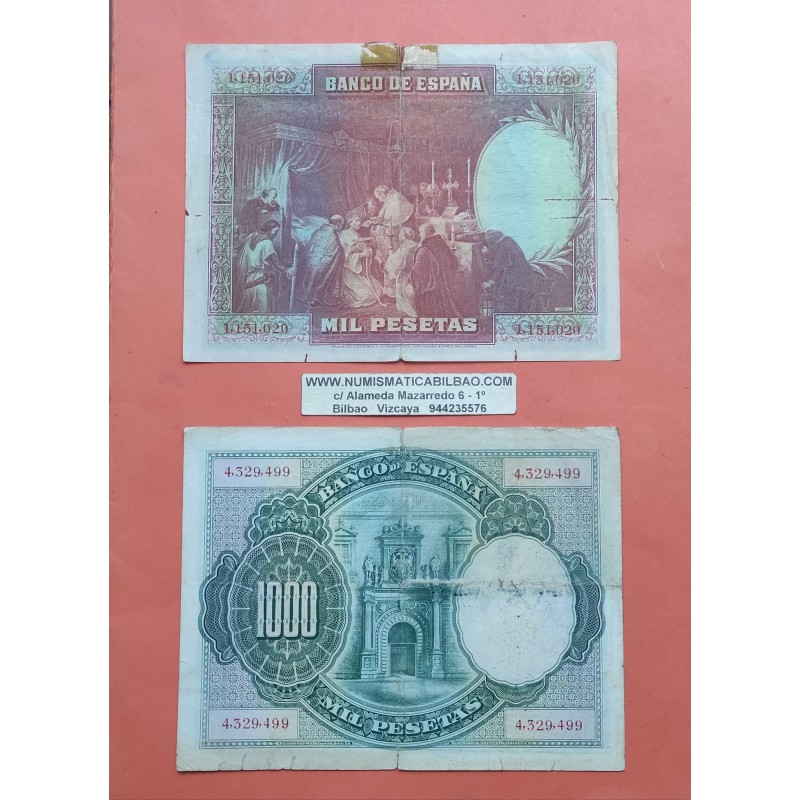 1,151,020 1,151,020
BANCO DE ESPAÑA
MIL PESETAS
1,151,020 1,151,020
WWW.NUMISMATICABILBAO.COM
c/ Alameda Mazarredo 6 - 1º
Bilbao Vizcaya 944235576
4,329,499 4,329,499
BANCO DE ESPAÑA
1000
MIL PESETAS
4,329,499 4,329,499